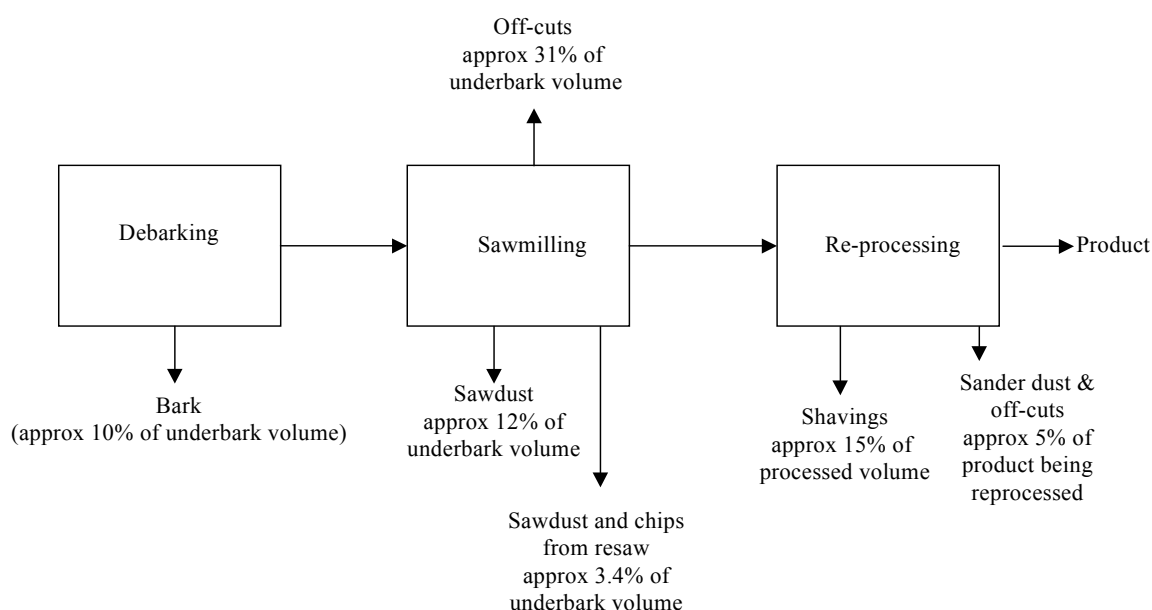 Off-cuts
approx 31% of
underbark volume
Debarking
Sawmilling
Re-processing
Product
Bark
(approx 10% of underbark volume)
Sawdust
approx 12% of
underbark volume
Sawdust and chips
from resaw
approx 3.4% of
underbark volume
Shavings
approx 15% of
processed volume
Sander dust &
off-cuts
approx 5% of
product being
reprocessed